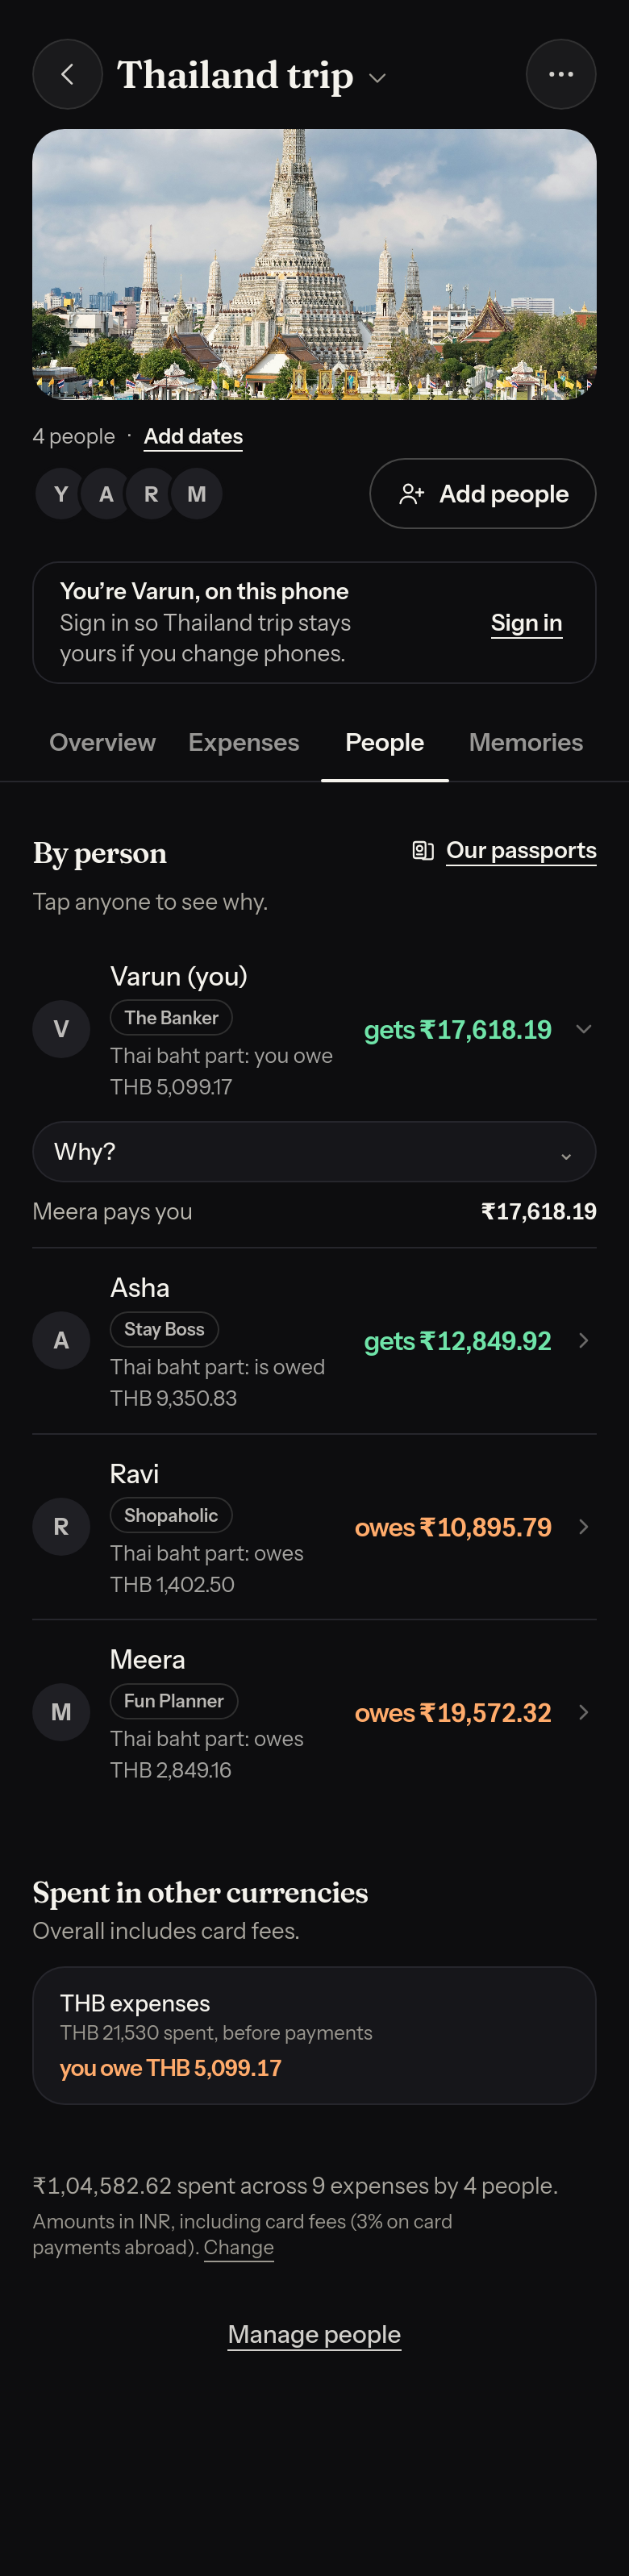 Thailand trip
4 people · Add dates
Y A R M
Add people
You’re Varun, on this phone
Sign in so Thailand trip stays
yours if you change phones.
Sign in
Overview Expenses People Memories
By person
Our passports
Tap anyone to see why.
V
Varun (you)
The Banker
Thai baht part: you owe
THB 5,099.17
gets ₹17,618.19
Why?
Meera pays you ₹17,618.19
A
Asha
Stay Boss
Thai baht part: is owed
THB 9,350.83
gets ₹12,849.92
R
Ravi
Shopaholic
Thai baht part: owes
THB 1,402.50
owes ₹10,895.79
M
Meera
Fun Planner
Thai baht part: owes
THB 2,849.16
owes ₹19,572.32
Spent in other currencies
Overall includes card fees.
THB expenses
THB 21,530 spent, before payments
you owe THB 5,099.17
₹1,04,582.62 spent across 9 expenses by 4 people.
Amounts in INR, including card fees (3% on card
payments abroad). Change
Manage people